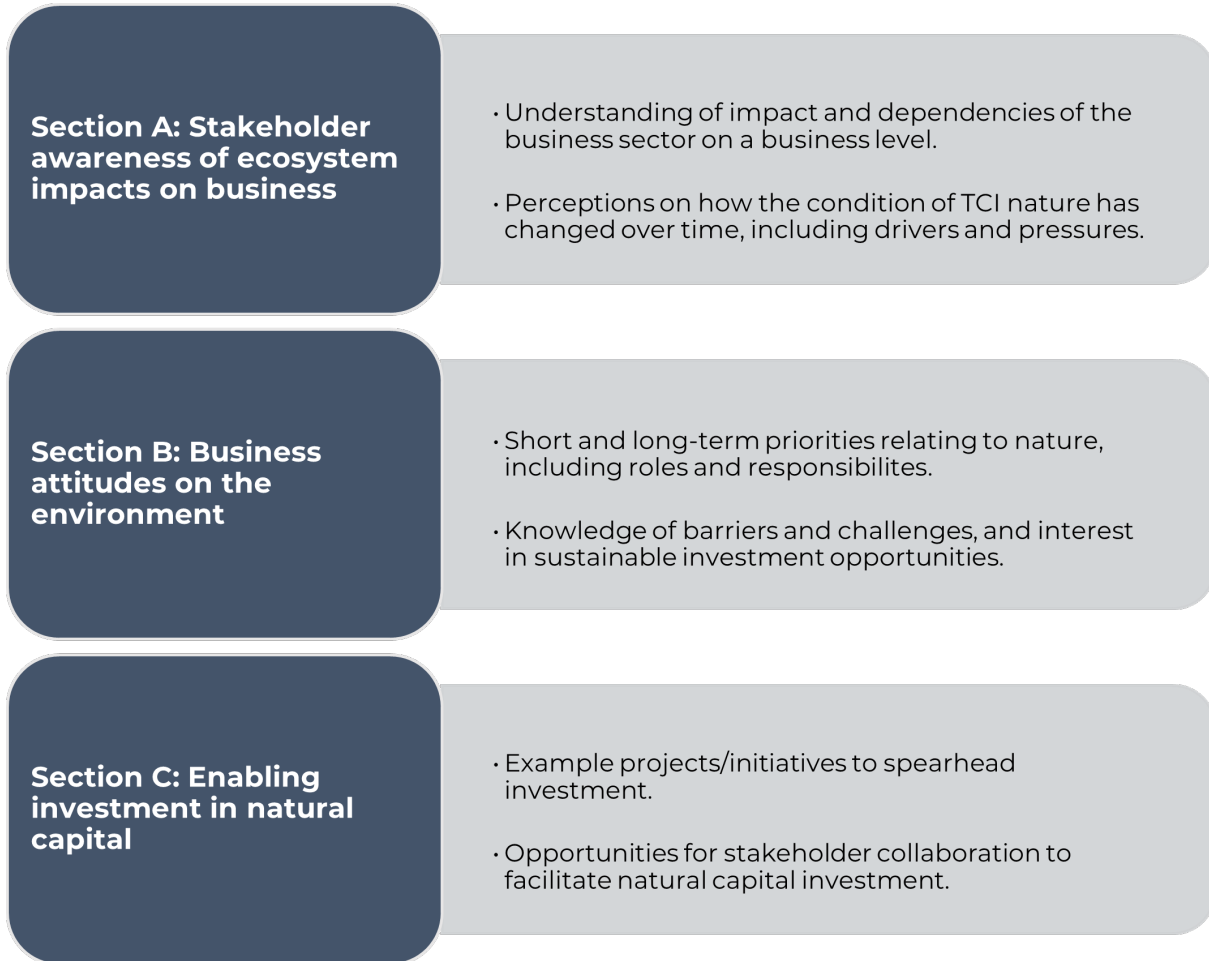 Section A: Stakeholder
awareness of ecosystem
impacts on business
• Understanding of impact and dependencies of the
business sector on a business level.
• Perceptions on how the condition of TCI nature has
changed over time, including drivers and pressures.
Section B: Business
attitudes on the
environment
• Short and long-term priorities relating to nature,
including roles and responsibilites.
• Knowledge of barriers and challenges, and interest
in sustainable investment opportunities.
Section C: Enabling
investment in natural
capital
• Example projects/initiatives to spearhead
investment.
• Opportunities for stakeholder collaboration to
facilitate natural capital investment.